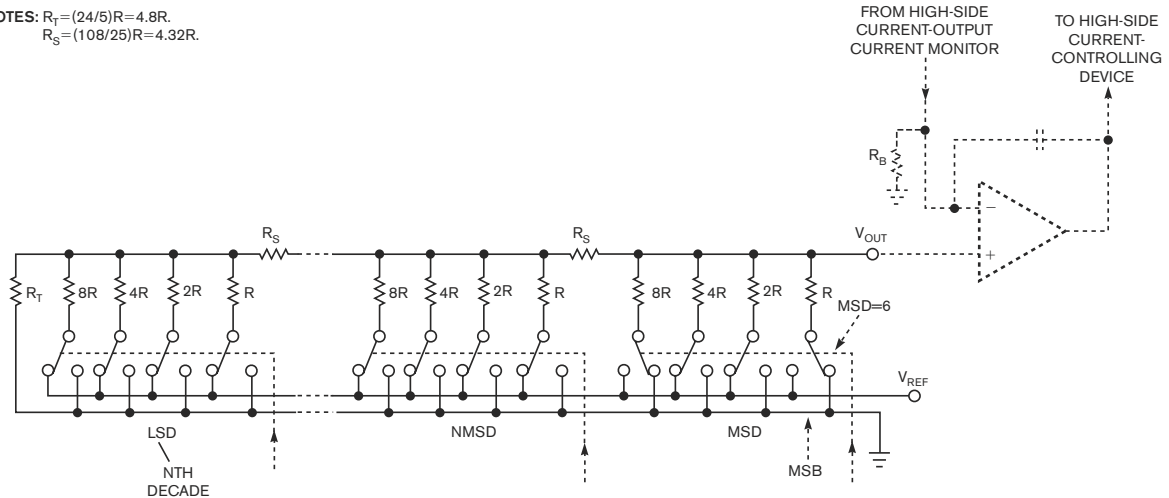 OTES: R_T=(24/5)R=4.8R.
R_S=(108/25)R=4.32R.
FROM HIGH-SIDE
CURRENT-OUTPUT
CURRENT MONITOR
TO HIGH-SIDE
CURRENT-
CONTROLLING
DEVICE
R_B
−
+
V_OUT
R_S
R_S
R_T
8R
4R
2R
R
8R
4R
2R
R
8R
4R
2R
R
MSD=6
V_REF
LSD
NTH
DECADE
NMSD
MSD
MSB